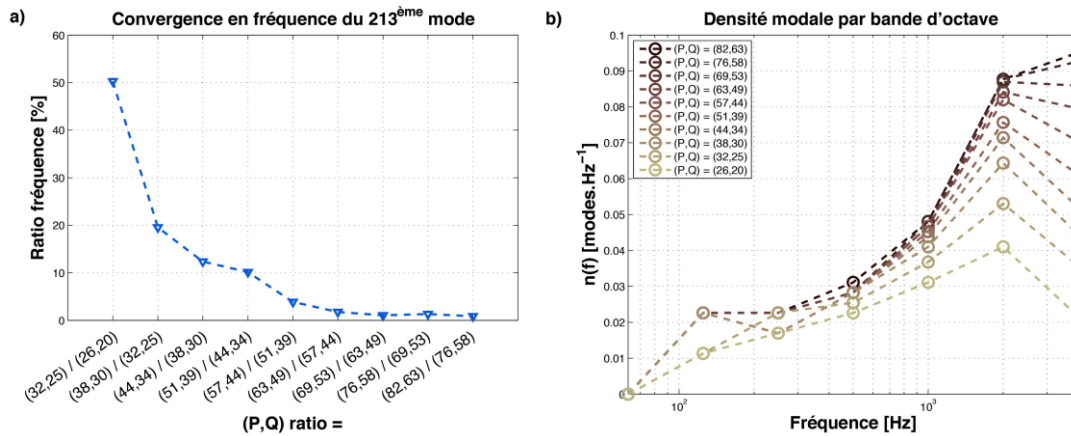 a)
Convergence en fréquence du 213ème mode
Ratio fréquence [%]
60
50
40
30
20
10
0
(32,25) / (26,20)
(38,30) / (32,25)
(44,34) / (38,30)
(51,39) / (44,34)
(57,44) / (51,39)
(63,49) / (57,44)
(69,53) / (63,49)
(76,58) / (69,53)
(82,63) / (76,58)
(P,Q) ratio =
b)
Densité modale par bande d'octave
n(f) [modes.Hz⁻¹]
0.1
0.09
0.08
0.07
0.06
0.05
0.04
0.03
0.02
0.01
0
(P,Q) = (82,63)
(P,Q) = (76,58)
(P,Q) = (69,53)
(P,Q) = (63,49)
(P,Q) = (57,44)
(P,Q) = (51,39)
(P,Q) = (44,34)
(P,Q) = (38,30)
(P,Q) = (32,25)
(P,Q) = (26,20)
10² 10³
Fréquence [Hz]